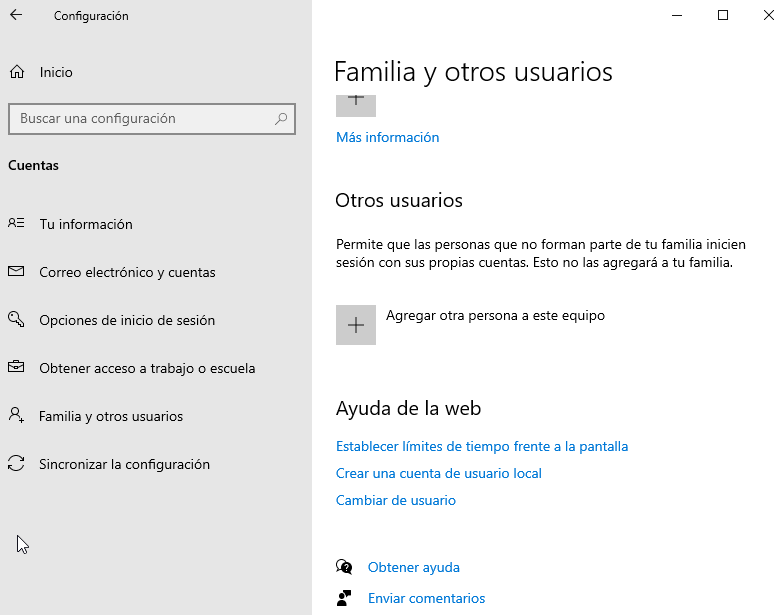 Configuración
Inicio
Buscar una configuración
Cuentas
Tu información
Correo electrónico y cuentas
Opciones de inicio de sesión
Obtener acceso a trabajo o escuela
Familia y otros usuarios
Sincronizar la configuración
Familia y otros usuarios
Más información
Otros usuarios
Permite que las personas que no forman parte de tu familia inicien
sesión con sus propias cuentas. Esto no las agregará a tu familia.
Agregar otra persona a este equipo
Ayuda de la web
Establecer límites de tiempo frente a la pantalla
Crear una cuenta de usuario local
Cambiar de usuario
Obtener ayuda
Enviar comentarios